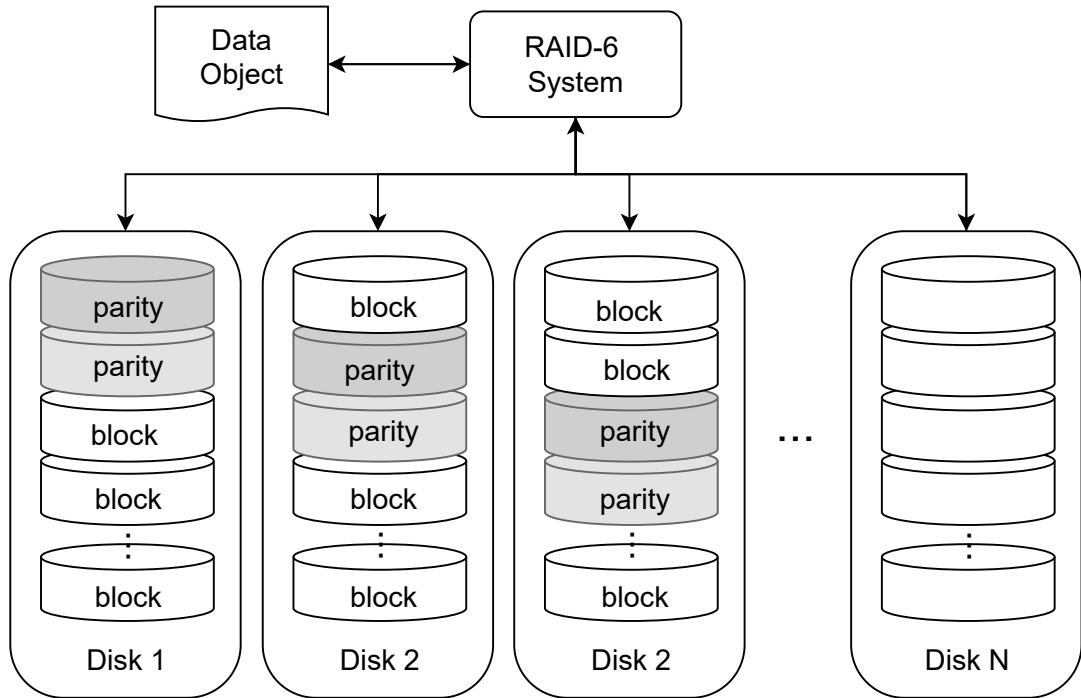 Data
Object
RAID-6
System
parity
parity
block
block
block
Disk 1
block
parity
parity
block
block
Disk 2
block
block
parity
parity
block
Disk 2
...
Disk N